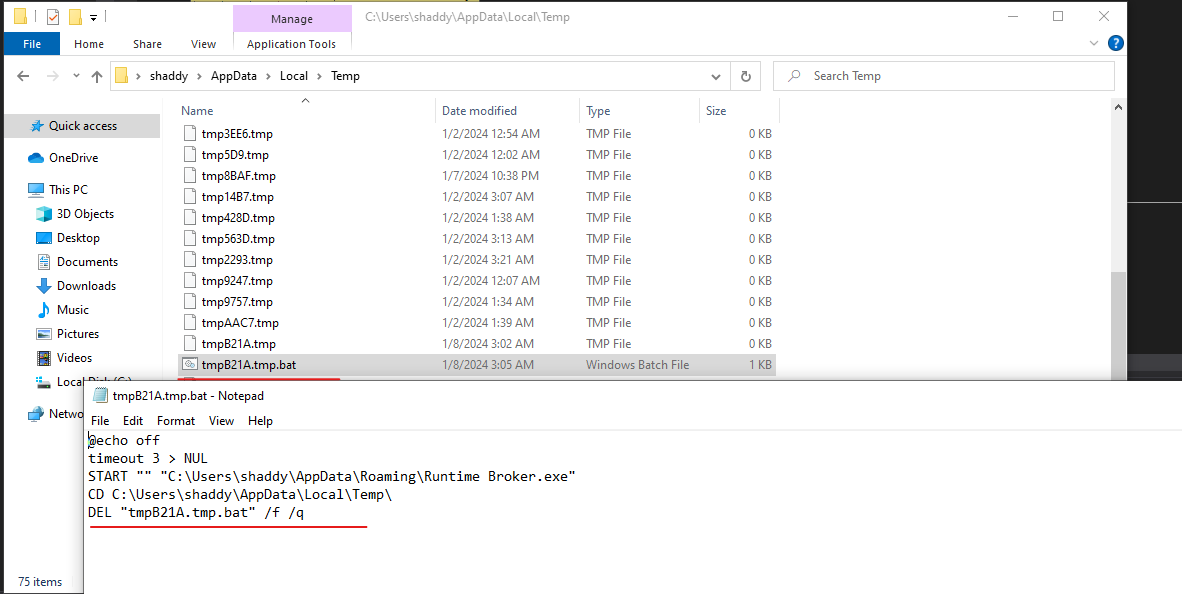 Manage
C:\Users\shaddy\AppData\Local\Temp
File Home Share View Application Tools
shaddy AppData Local Temp
Search Temp
Name Date modified Type Size
Quick access
OneDrive
This PC
3D Objects
Desktop
Documents
Downloads
Music
Pictures
Videos
tmp3EE6.tmp 1/2/2024 12:54 AM TMP File 0 KB
tmp5D9.tmp 1/2/2024 12:02 AM TMP File 0 KB
tmp8BAF.tmp 1/7/2024 10:38 PM TMP File 0 KB
tmp14B7.tmp 1/2/2024 3:07 AM TMP File 0 KB
tmp428D.tmp 1/2/2024 1:38 AM TMP File 0 KB
tmp563D.tmp 1/2/2024 3:13 AM TMP File 0 KB
tmp2293.tmp 1/2/2024 3:21 AM TMP File 0 KB
tmp9247.tmp 1/2/2024 12:07 AM TMP File 0 KB
tmp9757.tmp 1/2/2024 1:34 AM TMP File 0 KB
tmpAAC7.tmp 1/2/2024 1:39 AM TMP File 0 KB
tmpB21A.tmp 1/8/2024 3:02 AM TMP File 0 KB
tmpB21A.tmp.bat 1/8/2024 3:05 AM Windows Batch File 1 KB
75 items
tmpB21A.tmp.bat - Notepad
File Edit Format View Help
@echo off
timeout 3 > NUL
START "" "C:\Users\shaddy\AppData\Roaming\Runtime Broker.exe"
CD C:\Users\shaddy\AppData\Local\Temp\
DEL "tmpB21A.tmp.bat" /f /q